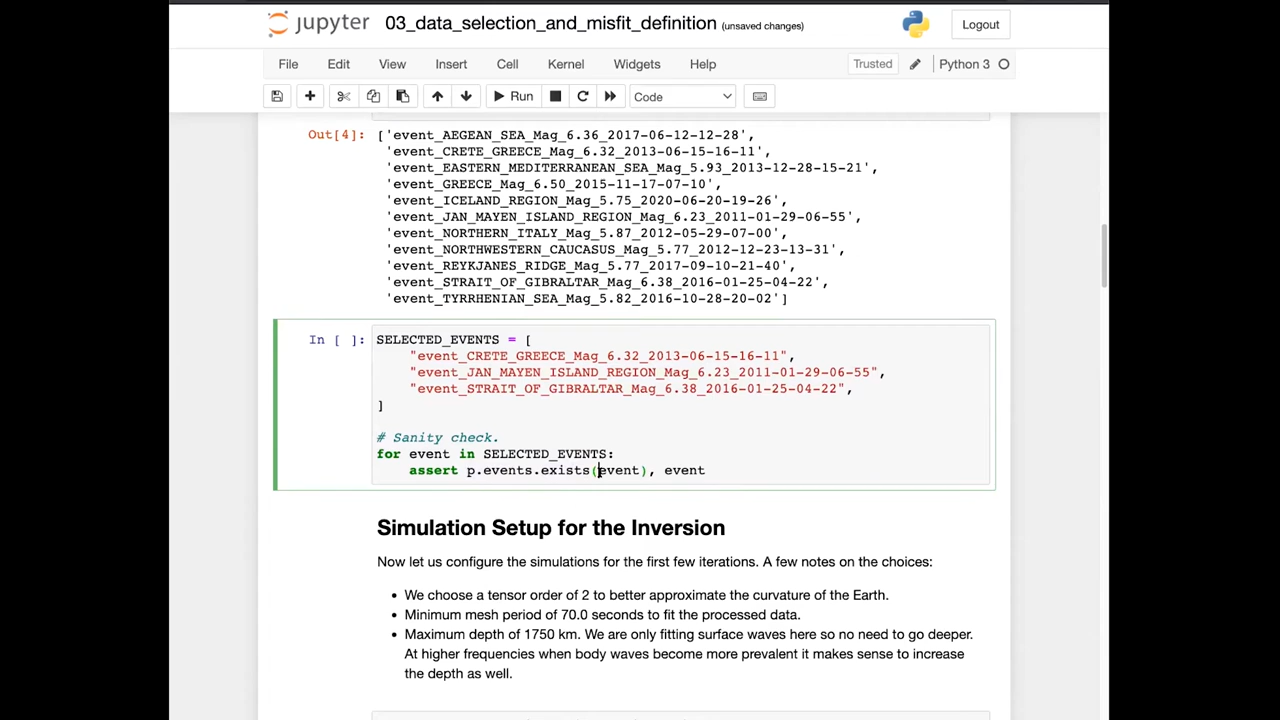 jupyter 03_data_selection_and_misfit_definition (unsaved changes) Logout
File Edit View Insert Cell Kernel Widgets Help Trusted Python 3
Run Code
Out[4]: ['event_AEGEAN_SEA_Mag_6.36_2017-06-12-12-28',
'event_CRETE_GREECE_Mag_6.32_2013-06-15-16-11',
'event_EASTERN_MEDITERRANEAN_SEA_Mag_5.93_2013-12-28-15-21',
'event_GREECE_Mag_6.50_2015-11-17-07-10',
'event_ICELAND_REGION_Mag_5.75_2020-06-20-19-26',
'event_JAN_MAYEN_ISLAND_REGION_Mag_6.23_2011-01-29-06-55',
'event_NORTHERN_ITALY_Mag_5.87_2012-05-29-07-00',
'event_NORTHWESTERN_CAUCASUS_Mag_5.77_2012-12-23-13-31',
'event_REYKJANES_RIDGE_Mag_5.77_2017-09-10-21-40',
'event_STRAIT_OF_GIBRALTAR_Mag_6.38_2016-01-25-04-22',
'event_TYRRHENIAN_SEA_Mag_5.82_2016-10-28-20-02']
In [ ]: SELECTED_EVENTS = [
"event_CRETE_GREECE_Mag_6.32_2013-06-15-16-11",
"event_JAN_MAYEN_ISLAND_REGION_Mag_6.23_2011-01-29-06-55",
"event_STRAIT_OF_GIBRALTAR_Mag_6.38_2016-01-25-04-22",
]
# Sanity check.
for event in SELECTED_EVENTS:
assert p.events.exists(event), event
Simulation Setup for the Inversion
Now let us configure the simulations for the first few iterations. A few notes on the choices:
• We choose a tensor order of 2 to better approximate the curvature of the Earth.
• Minimum mesh period of 70.0 seconds to fit the processed data.
• Maximum depth of 1750 km. We are only fitting surface waves here so no need to go deeper.
At higher frequencies when body waves become more prevalent it makes sense to increase
the depth as well.